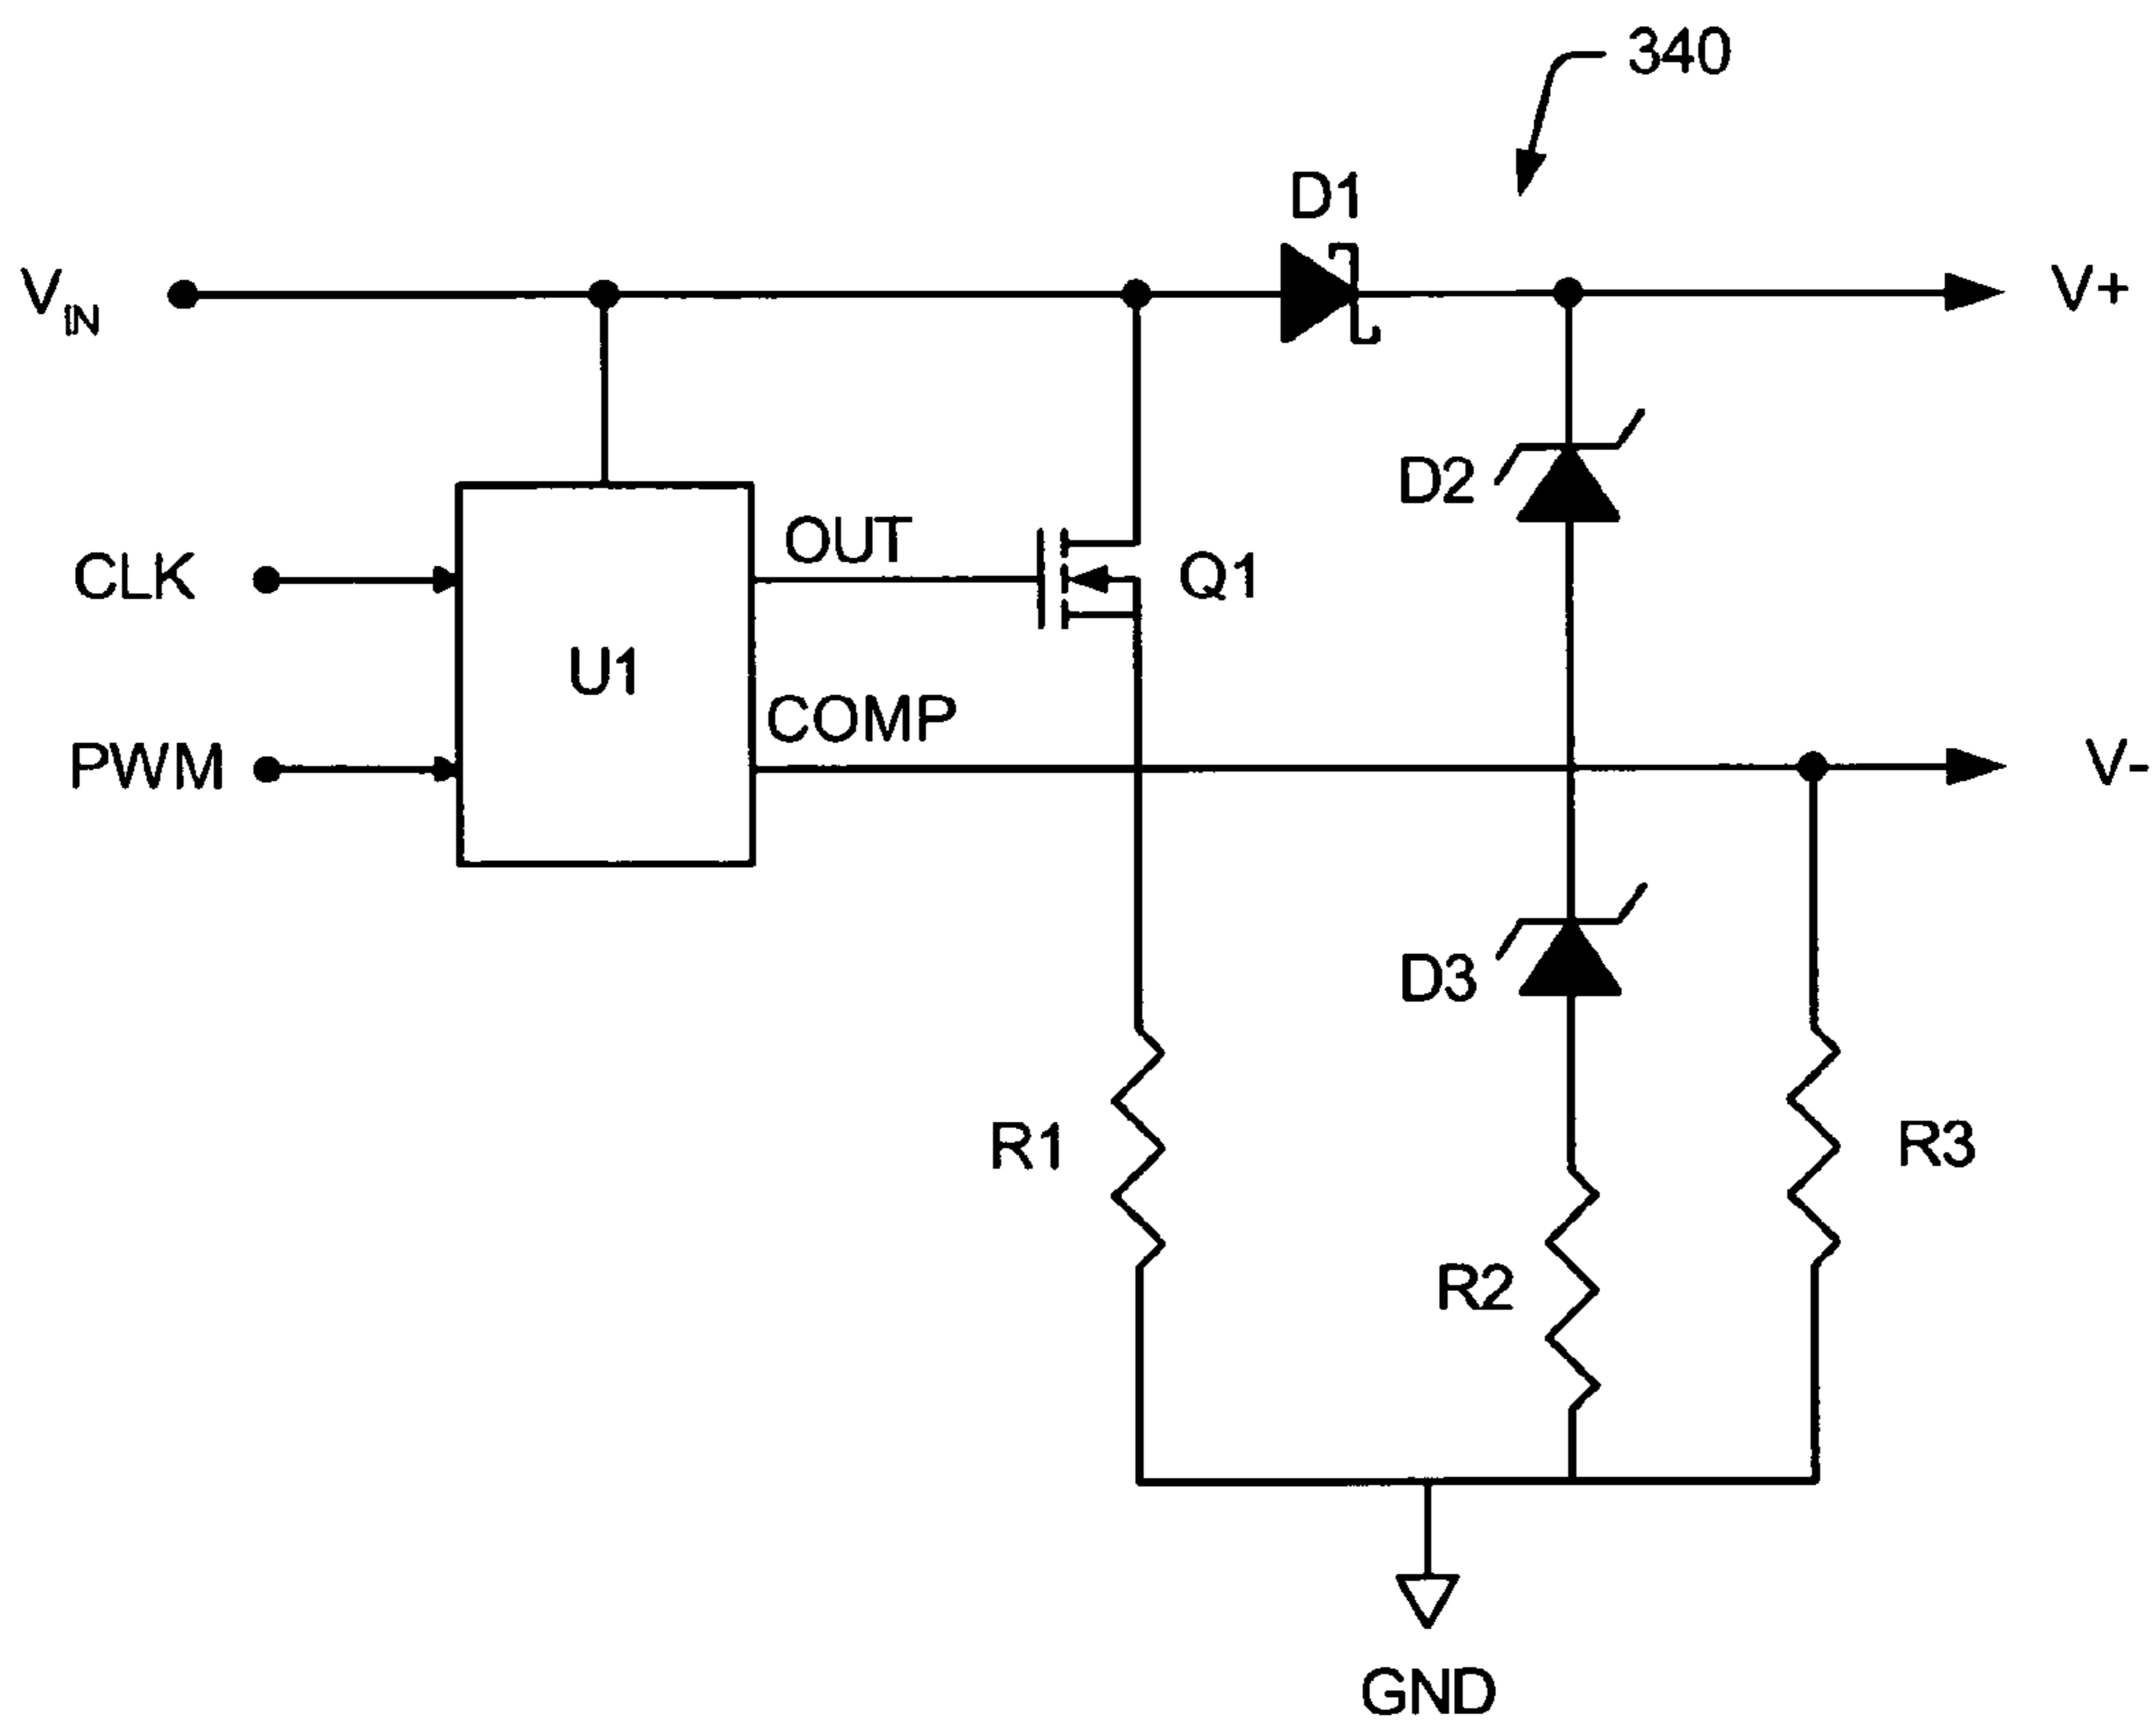 340
D1
VIN
V+
D2
OUT
CLK
Q1
U1
COMP
PWM
V-
D3
R1
R3
R2
GND